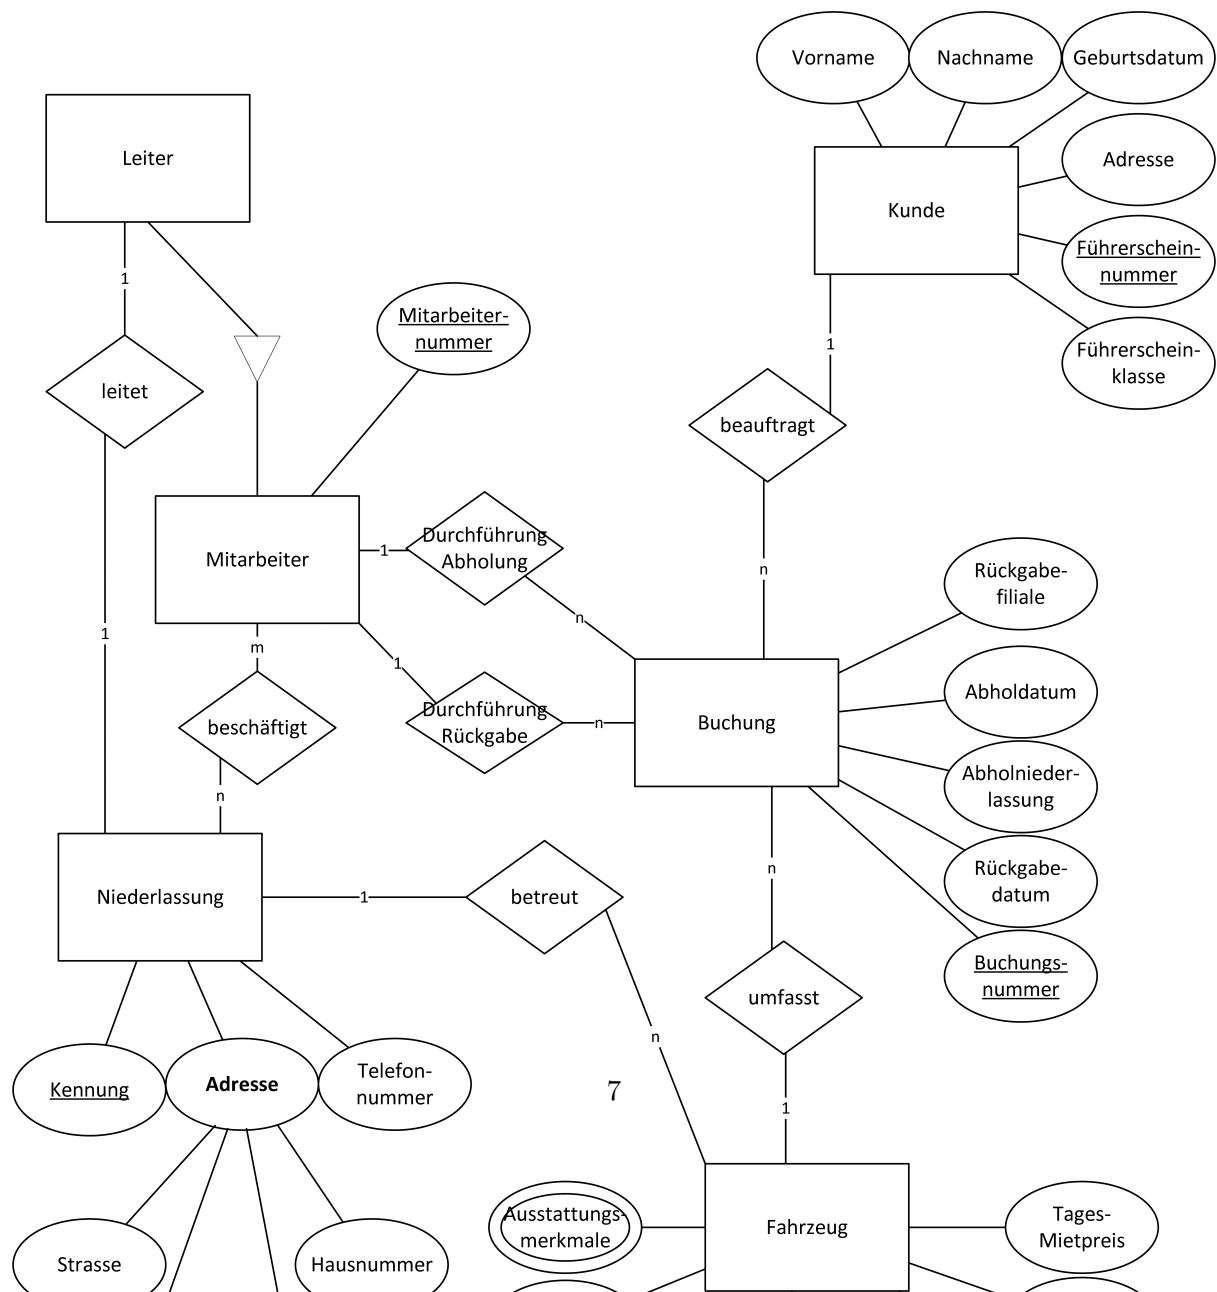 Vorname
Nachname
Geburtsdatum
Leiter
Adresse
Kunde
Führerschein-
nummer
1
Mitarbeiter-
nummer
1
Führerschein-
klasse
leitet
beauftragt
Durchführung
Abholung
1
Mitarbeiter
n
Rückgabe-
filiale
n
1
m
1
Abholdatum
Durchführung
Rückgabe
n
Buchung
beschäftigt
Abholnieder-
lassung
n
n
Rückgabe-
datum
Niederlassung
1
betreut
Buchungs-
nummer
umfasst
n
Kennung
Adresse
Telefon-
nummer
7
1
Ausstattungs-
merkmale
Fahrzeug
Tages-
Mietpreis
Strasse
Hausnummer